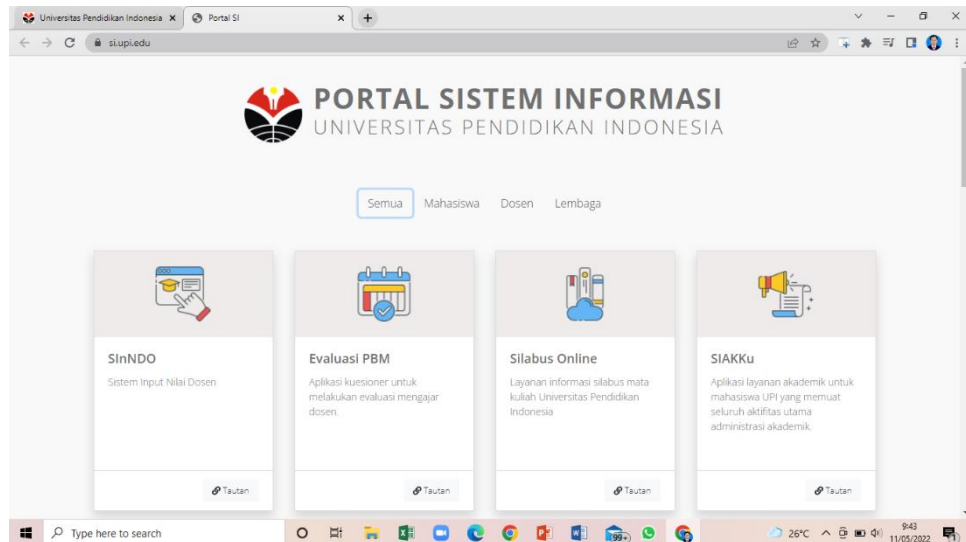 Universitas Pendidikan Indonesia
Portal SI
si.upi.edu
PORTAL SISTEM INFORMASI
UNIVERSITAS PENDIDIKAN INDONESIA
Semua Mahasiswa Dosen Lembaga
SInNDO
Sistem Input Nilai Dosen
Tautan
Evaluasi PBM
Aplikasi kuesioner untuk
melakukan evaluasi mengajar
dosen.
Tautan
Silabus Online
Layanan informasi silabus mata
kuliah Universitas Pendidikan
Indonesia
Tautan
SIAKKu
Aplikasi layanan akademik untuk
mahasiswa UPI yang memuat
seluruh aktifitas utama
administrasi akademik.
Tautan
Type here to search
99+
26°C
9:43
11/05/2022